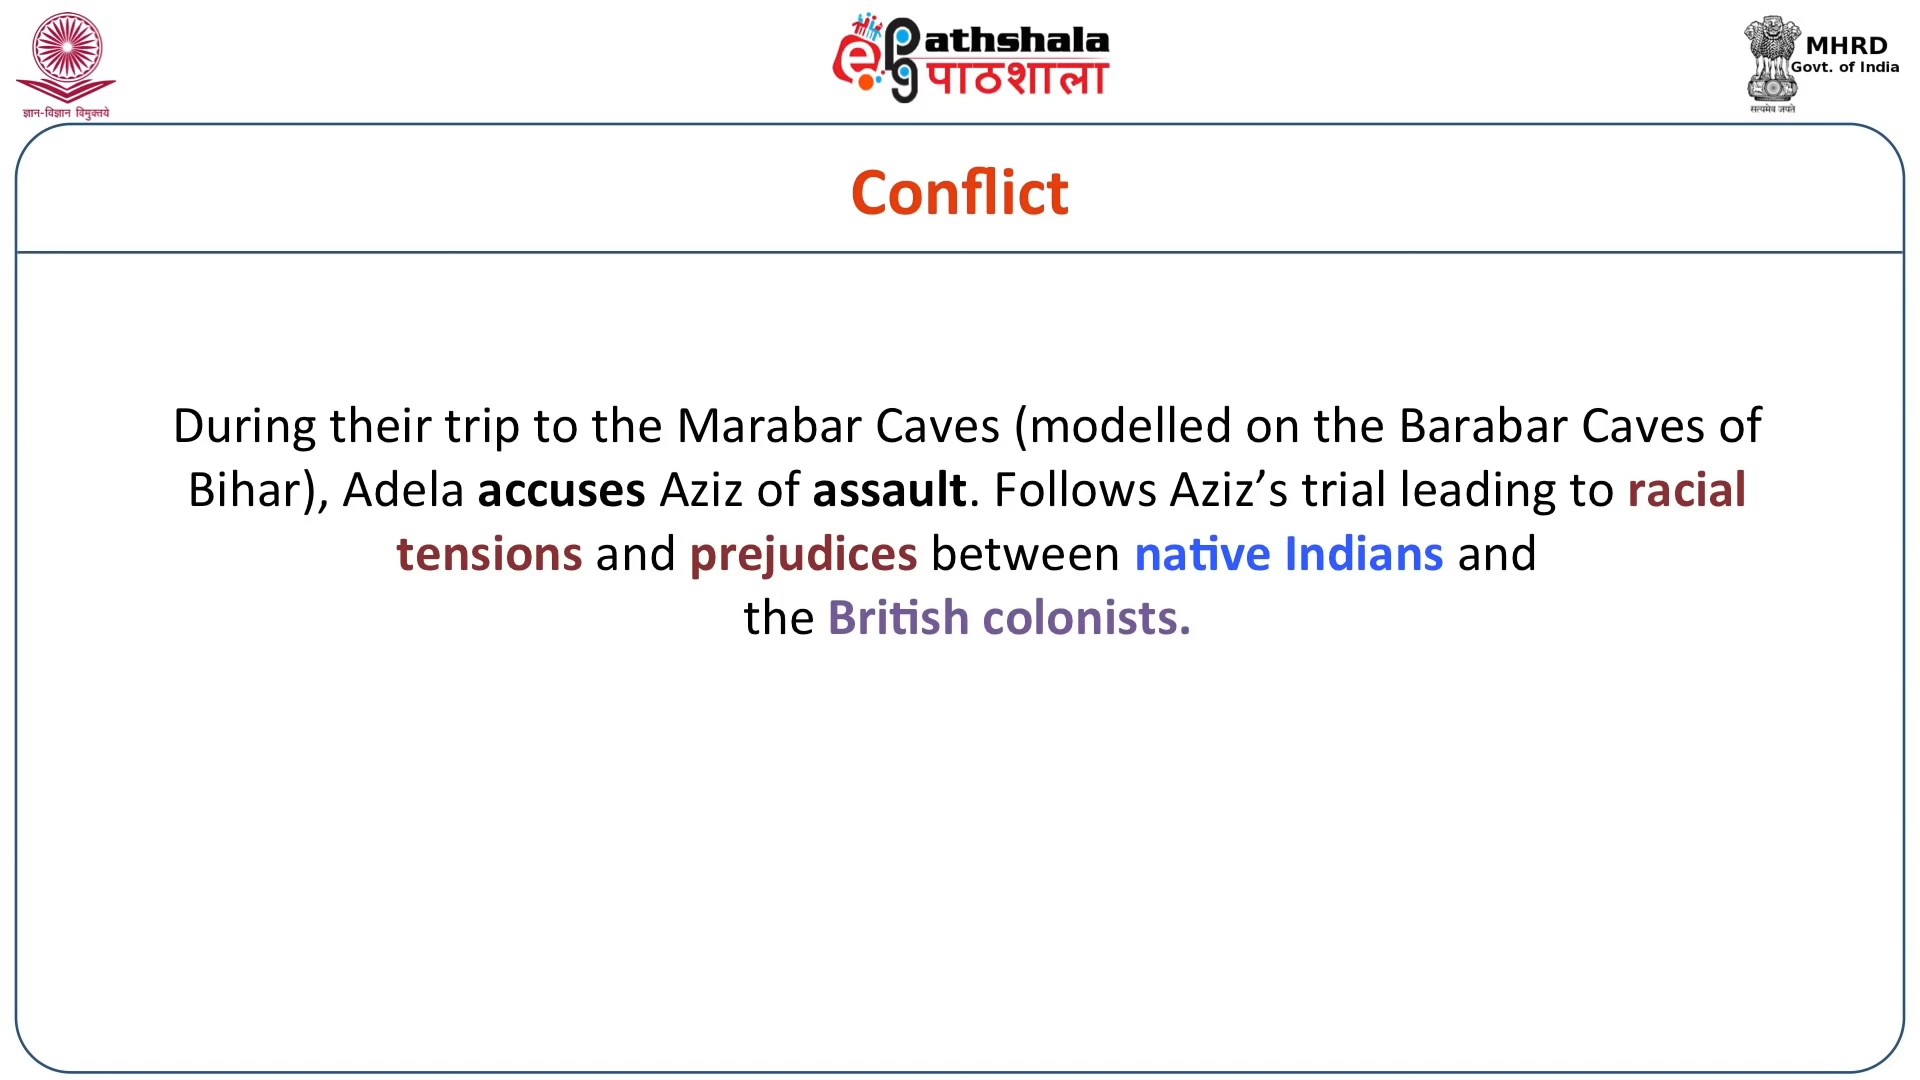 ज्ञान-विज्ञान विमुक्तये
ePathshala
पाठशाला
MHRD
Govt. of India
सत्यमेव जयते
Conflict
During their trip to the Marabar Caves (modelled on the Barabar Caves of
Bihar), Adela accuses Aziz of assault. Follows Aziz’s trial leading to racial
tensions and prejudices between native Indians and
the British colonists.